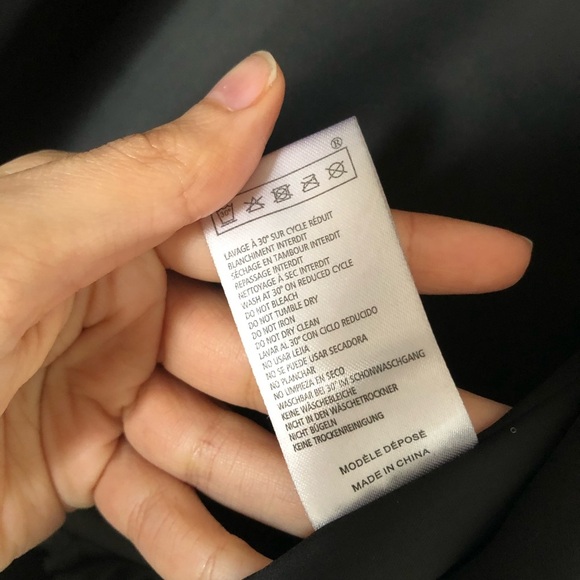 ®
LAVAGE À 30° SUR CYCLE RÉDUIT
BLANCHIMENT INTERDIT
SÉCHAGE EN TAMBOUR INTERDIT
REPASSAGE INTERDIT
NETTOYAGE À SEC INTERDIT
WASH AT 30° ON REDUCED CYCLE
DO NOT BLEACH
DO NOT TUMBLE DRY
DO NOT IRON
DO NOT DRY CLEAN
LAVAR AL 30° CON CICLO REDUCIDO
NO USAR LEJIA
NO SE PUEDE USAR SECADORA
NO PLANCHAR
NO LIMPIEZA EN SECO
WASCHBAR BEI 30° IM SCHONWASCHGANG
KEINE WÄSCHEBLEICHE
NICHT IN DEN WÄSCHETROCKNER
NICHT BÜGELN
KEINE TROCKENREINIGUNG
MODÈLE DÉPOSÉ
MADE IN CHINA